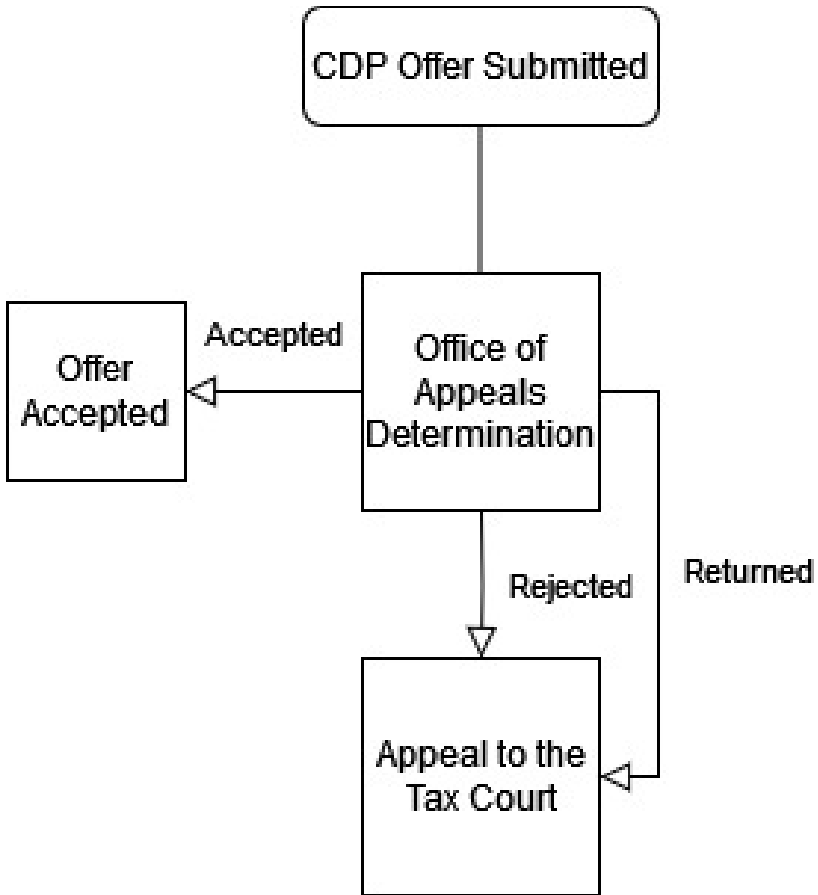 CDP Offer Submitted
Accepted
Offer
Accepted
Office of
Appeals
Determination
Rejected
Returned
Appeal to the
Tax Court